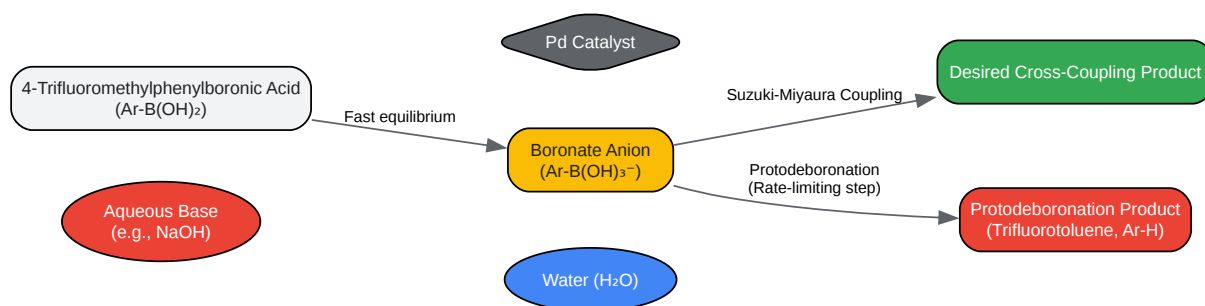 Pd Catalyst
4-Trifluoromethylphenylboronic Acid
(Ar-B(OH)₂)
Fast equilibrium
Suzuki-Miyaura Coupling
Desired Cross-Coupling Product
Boronate Anion
(Ar-B(OH)₃⁻)
Protodeboronation
(Rate-limiting step)
Aqueous Base
(e.g., NaOH)
Protodeboronation Product
(Trifluorotoluene, Ar-H)
Water (H₂O)